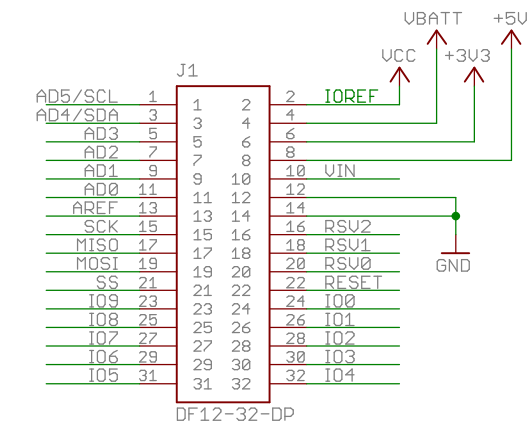 VBATT +5V
VCC +3V3
J1
AD5/SCL 1 1 2 2 IOREF
AD4/SDA 3 3 4 4
AD3 5 5 6 6
AD2 7 7 8 8
AD1 9 9 10 10 VIN
AD0 11 11 12 12
AREF 13 13 14 14
SCK 15 15 16 16 RSV2
MISO 17 17 18 18 RSV1
MOSI 19 19 20 20 RSV0
SS 21 21 22 22 RESET
IO9 23 23 24 24 IO0
IO8 25 25 26 26 IO1
IO7 27 27 28 28 IO2
IO6 29 29 30 30 IO3
IO5 31 31 32 32 IO4
GND
DF12-32-DP